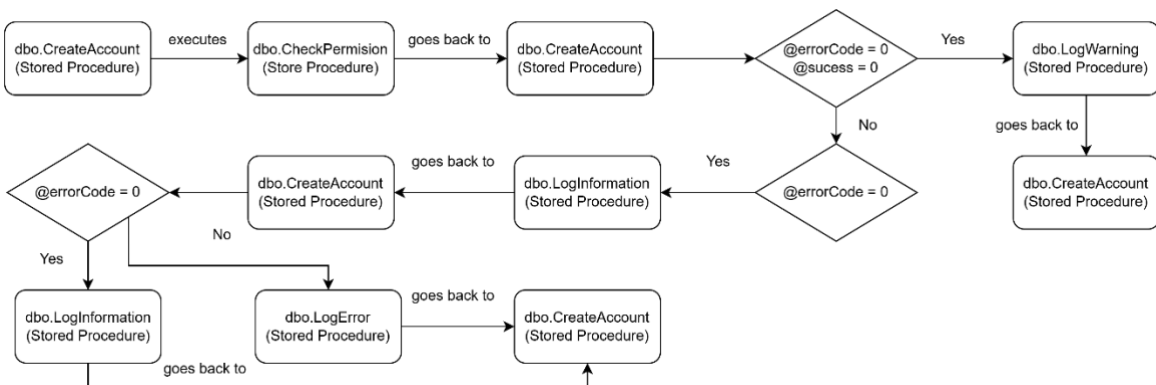 dbo.CreateAccount
(Stored Procedure)
executes
dbo.CheckPermision
(Store Procedure)
goes back to
dbo.CreateAccount
(Stored Procedure)
@errorCode = 0
@sucess = 0
Yes
dbo.LogWarning
(Stored Procedure)
goes back to
dbo.CreateAccount
(Stored Procedure)
No
@errorCode = 0
Yes
dbo.LogInformation
(Stored Procedure)
goes back to
dbo.CreateAccount
(Stored Procedure)
@errorCode = 0
No
Yes
dbo.LogInformation
(Stored Procedure)
dbo.LogError
(Stored Procedure)
goes back to
dbo.CreateAccount
(Stored Procedure)
goes back to